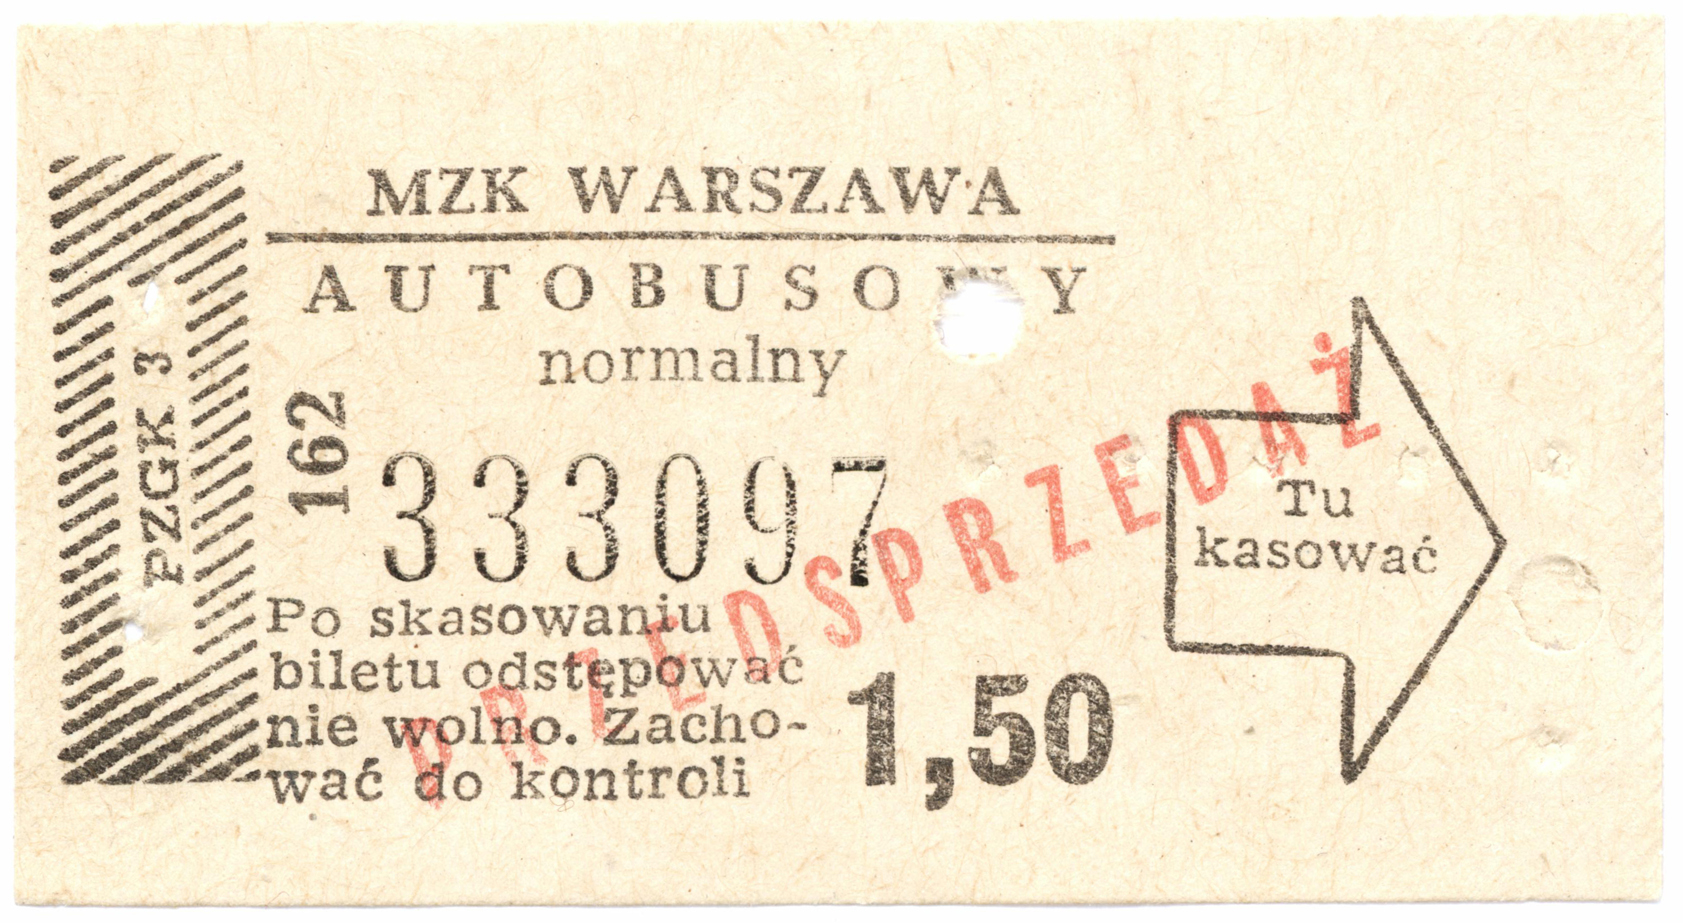 MZK WARSZAWA
AUTOBUSOWY
normalny
PZGK 3
162
333097
PRZEDSPRZEDAŻ
Po skasowaniu
biletu odstępować
nie wolno. Zacho-
wać do kontroli
1,50
Tu
kasować